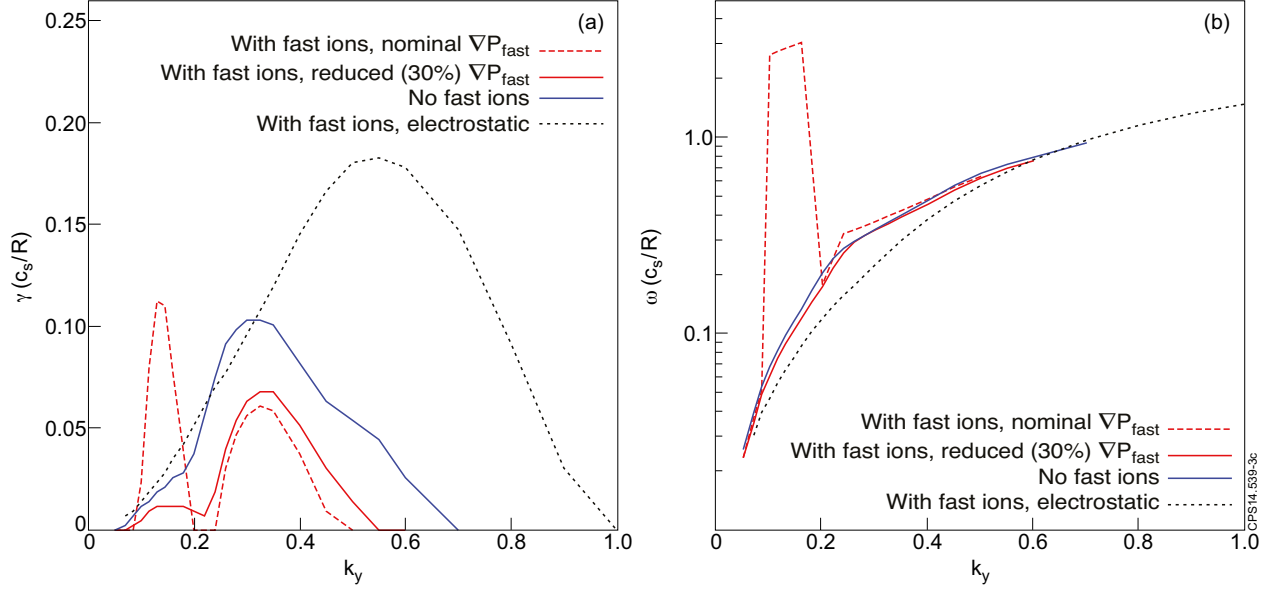 (a)
0.25
0.20
0.15
0.10
0.05
0
γ (cₛ/R)
With fast ions, nominal ∇P_fast
With fast ions, reduced (30%) ∇P_fast
No fast ions
With fast ions, electrostatic
0 0.2 0.4 0.6 0.8 1.0
k_y
(b)
1.0
0.1
ω (cₛ/R)
With fast ions, nominal ∇P_fast
With fast ions, reduced (30%) ∇P_fast
No fast ions
With fast ions, electrostatic
0 0.2 0.4 0.6 0.8 1.0
k_y
CPS14.539-3c